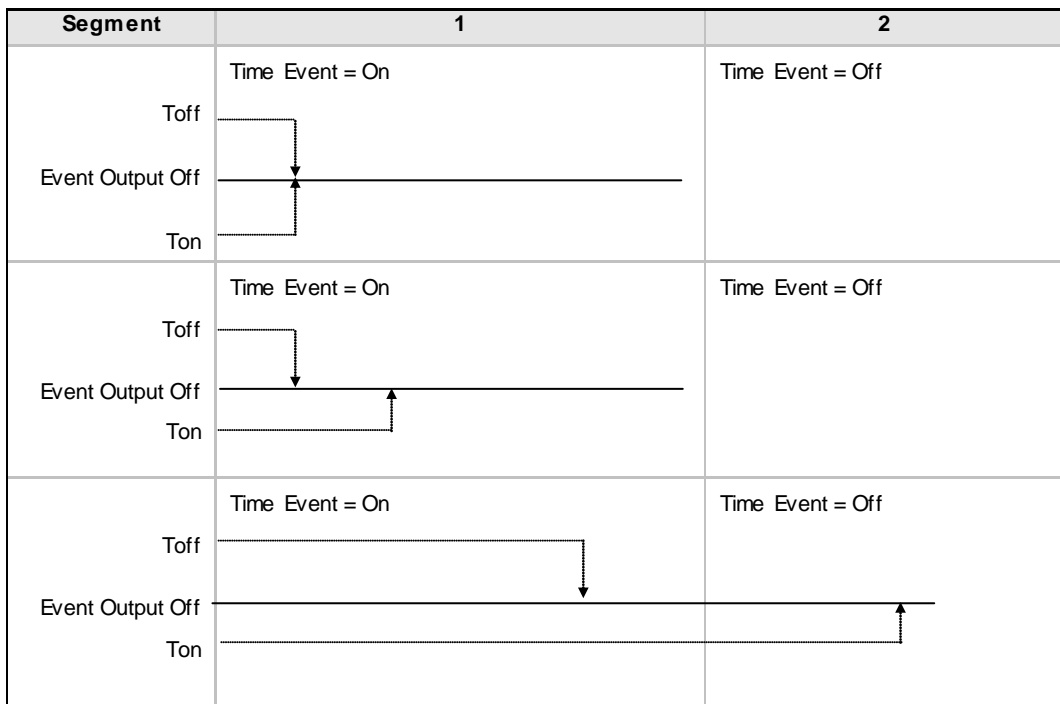 Segment 1 2
Time Event = On Time Event = Off
Toff
Event Output Off
Ton
Time Event = On Time Event = Off
Toff
Event Output Off
Ton
Time Event = On Time Event = Off
Toff
Event Output Off
Ton